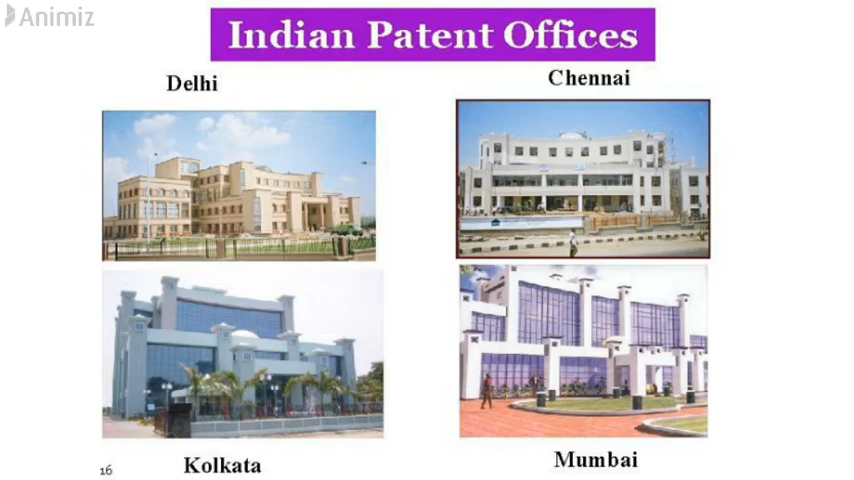 Animiz
Indian Patent Offices
Delhi
Chennai
Kolkata
Mumbai
16